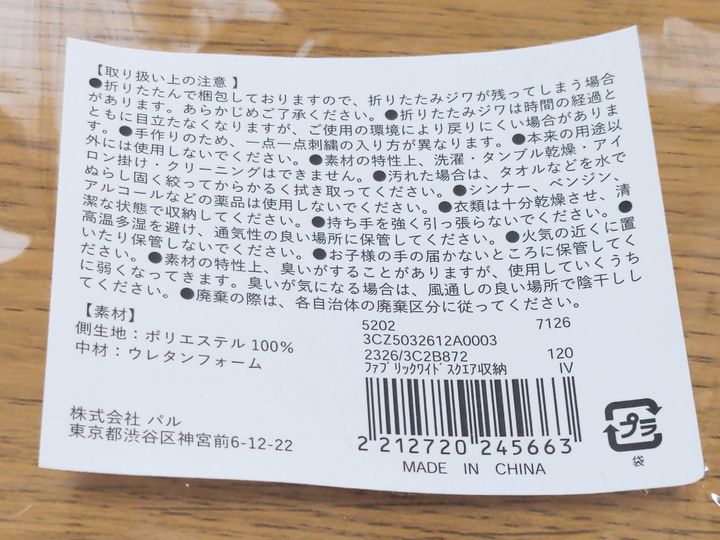 【取り扱い上の注意】
●折りたたんで梱包しておりますので、折りたたみジワが残ってしまう場合
があります。あらかじめご了承ください。●折りたたみジワは時間の経過と
ともに目立たなくなりますが、ご使用の環境により戻りにくい場合がありま
す。●手作りのため、一点一点刺繍の入り方が異なります。●本来の用途以
外には使用しないでください。●素材の特性上、洗濯・タンブル乾燥・アイ
ロン掛け・クリーニングはできません。●汚れた場合は、タオルなどを水で
ぬらし固く絞ってからかるく拭き取ってください。●シンナー、ベンジン、
アルコールなどの薬品は使用しないでください。●衣類は十分乾燥させ、清
潔な状態で収納してください。●持ち手を強く引っ張らないでください。●
高温多湿を避け、通気性の良い場所に保管してください。●火気の近くに置
いたり保管しないでください。●お子様の手の届かないところに保管してく
ださい。●素材の特性上、臭いがすることがありますが、使用していくうち
に弱くなってきます。臭いが気になる場合は、風通しの良い場所で陰干しし
てください。●廃棄の際は、各自治体の廃棄区分に従ってください。
【素材】
側生地:ポリエステル 100%
中材:ウレタンフォーム
5202 7126
3CZ5032612A0003
2326/3C2B872 120
ﾌｧﾌﾞﾘｯｸﾜｲﾄﾞｽｸｴｱ収納 IV
株式会社 パル
東京都渋谷区神宮前6-12-22
2 212720 245663
MADE IN CHINA
プラ
袋